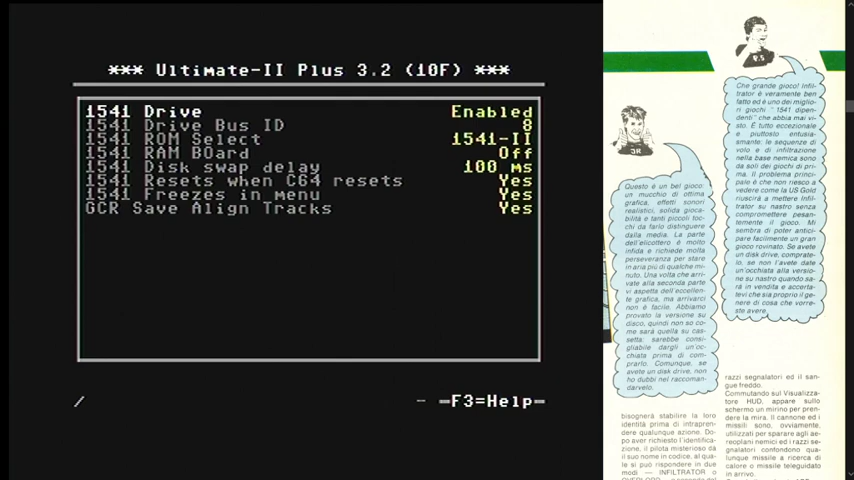 *** Ultimate-II Plus 3.2 (10F) ***
1541 Drive Enabled
1541 Drive Bus ID 8
1541 ROM Select 1541-II
1541 RAM BOard Off
1541 Disk swap delay 100 ms
1541 Resets when C64 resets Yes
1541 Freezes in menu Yes
GCR Save Align Tracks Yes
/ - =F3=Help=
R.S
JR
Questo è un bel gioco:
un mucchio di ottima
grafica, effetti sonori
realistici, solida gioca-
bilità e tanti piccoli toc-
chi da farlo distinguere
dalla media. La parte
dell'elicottero è molto
infida e richiede molta
perseveranza per stare
in aria più di qualche mi-
nuto. Una volta che arri-
vate alla seconda parte
vi aspetta dell'eccellen-
te grafica, ma arrivarci
non è facile. Abbiamo
provato la versione su
disco, quindi non so co-
me sarà quella su cas-
setta: sarebbe consi-
gliabile dargli un'oc-
chiata prima di com-
prarlo. Comunque, se
avete un disk drive, non
ho dubbi nel raccoman-
darvelo.
Che grande gioco! Infil-
trator è veramente ben
fatto ed è uno dei miglio-
ri giochi "1541 dipen-
denti" che abbia mai vi-
sto. È tutto eccezionale
e piuttosto entusia-
smante: le sequenze di
volo e di infiltrazione
nella base nemica sono
da soli dei giochi di pri-
ma. Il problema princi-
pale è che non riesco a
vedere come la US Gold
riuscirà a mettere Infil-
trator su nastro senza
compromettere pesan-
temente il gioco. Mi
sembra di poter antici-
pare facilmente un gran
gioco rovinato. Se avete
un disk drive, comprate-
lo, se non l'avete date
un'occhiata alla versio-
ne su nastro quando sa-
rà in vendita e accerta-
tevi che sia proprio il ge-
nere di cosa che vorre-
ste avere.
bisognerà stabilire la loro
identità prima di intrapren-
dere qualunque azione. Do-
po aver richiesto l'identifica-
zione, il pilota misterioso dà
il suo nome in codice, al qua-
le si può rispondere in due
modi — INFILTRATOR o
razzi segnalatori ed il san-
gue freddo.
Commutando sul Visualizza-
tore HUD, appare sullo
schermo un mirino per pren-
dere la mira. Il cannone ed i
missili sono, ovviamente,
utilizzati per sparare agli ae-
reoplani nemici ed i razzi se-
gnalatori confondono qua-
lunque missile a ricerca di
calore o missile teleguidato
in arrivo.